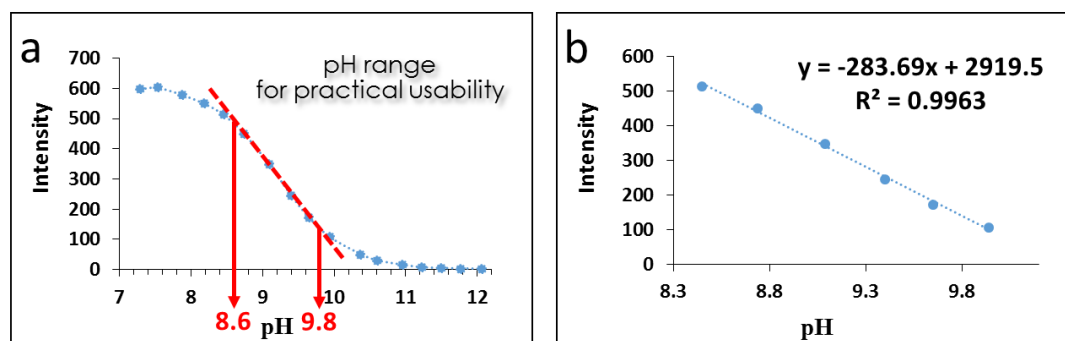 a
pH range
for practical usability
Intensity
700
600
500
400
300
200
100
0
7 8 9 10 11 12
8.6 pH 9.8
b
y = -283.69x + 2919.5
R² = 0.9963
Intensity
600
500
400
300
200
100
0
8.3 8.8 9.3 9.8
pH